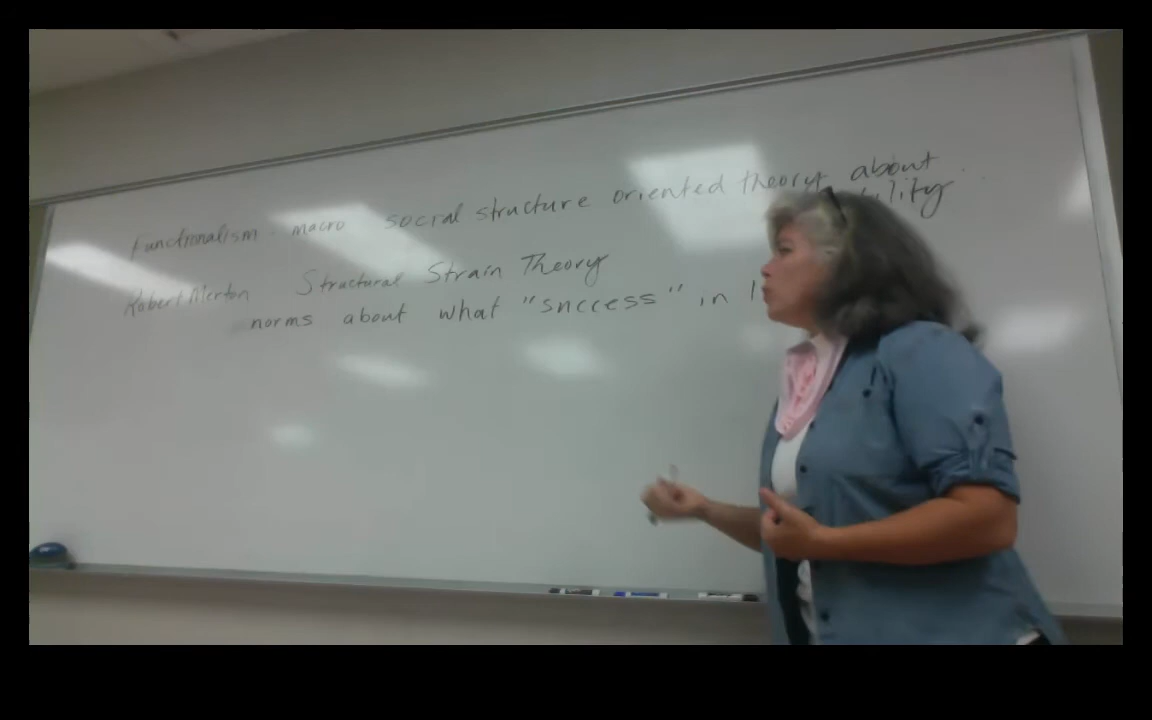 Functionalism - macro social structure oriented theory about
Robert Merton Structural Strain Theory
norms about what "success" in